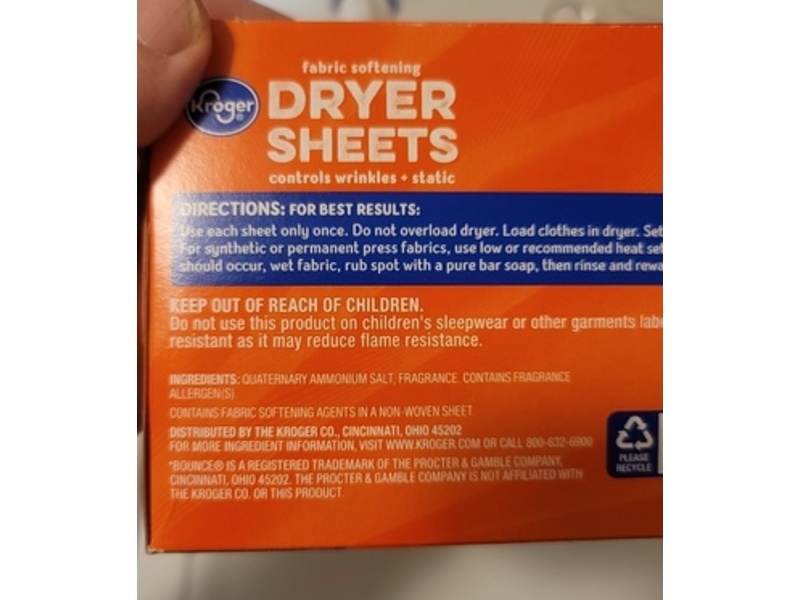 fabric softening
Kroger®
DRYER
SHEETS
controls wrinkles • static
DIRECTIONS: FOR BEST RESULTS:
Use each sheet only once. Do not overload dryer. Load clothes in dryer. Set
For synthetic or permanent press fabrics, use low or recommended heat set
should occur, wet fabric, rub spot with a pure bar soap, then rinse and rewa
KEEP OUT OF REACH OF CHILDREN.
Do not use this product on children's sleepwear or other garments labe
resistant as it may reduce flame resistance.
INGREDIENTS: QUATERNARY AMMONIUM SALT, FRAGRANCE. CONTAINS FRAGRANCE
ALLERGEN(S)
CONTAINS FABRIC SOFTENING AGENTS IN A NON-WOVEN SHEET
DISTRIBUTED BY THE KROGER CO., CINCINNATI, OHIO 45202
FOR MORE INGREDIENT INFORMATION, VISIT WWW.KROGER.COM OR CALL 800-632-6900
*BOUNCE® IS A REGISTERED TRADEMARK OF THE PROCTER & GAMBLE COMPANY,
CINCINNATI, OHIO 45202. THE PROCTER & GAMBLE COMPANY IS NOT AFFILIATED WITH
THE KROGER CO. OR THIS PRODUCT.
PLEASE
RECYCLE